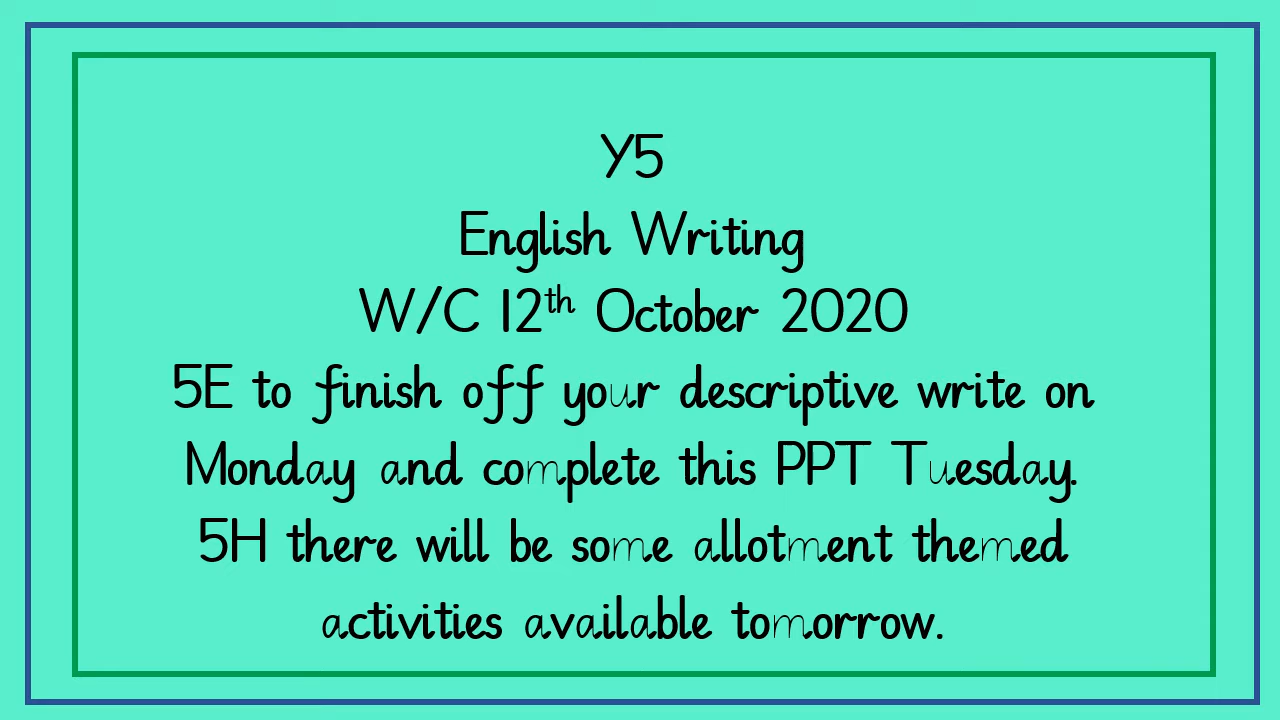 Y5
English Writing
W/C 12th October 2020
5E to finish off your descriptive write on
Monday and complete this PPT Tuesday.
5H there will be some allotment themed
activities available tomorrow.